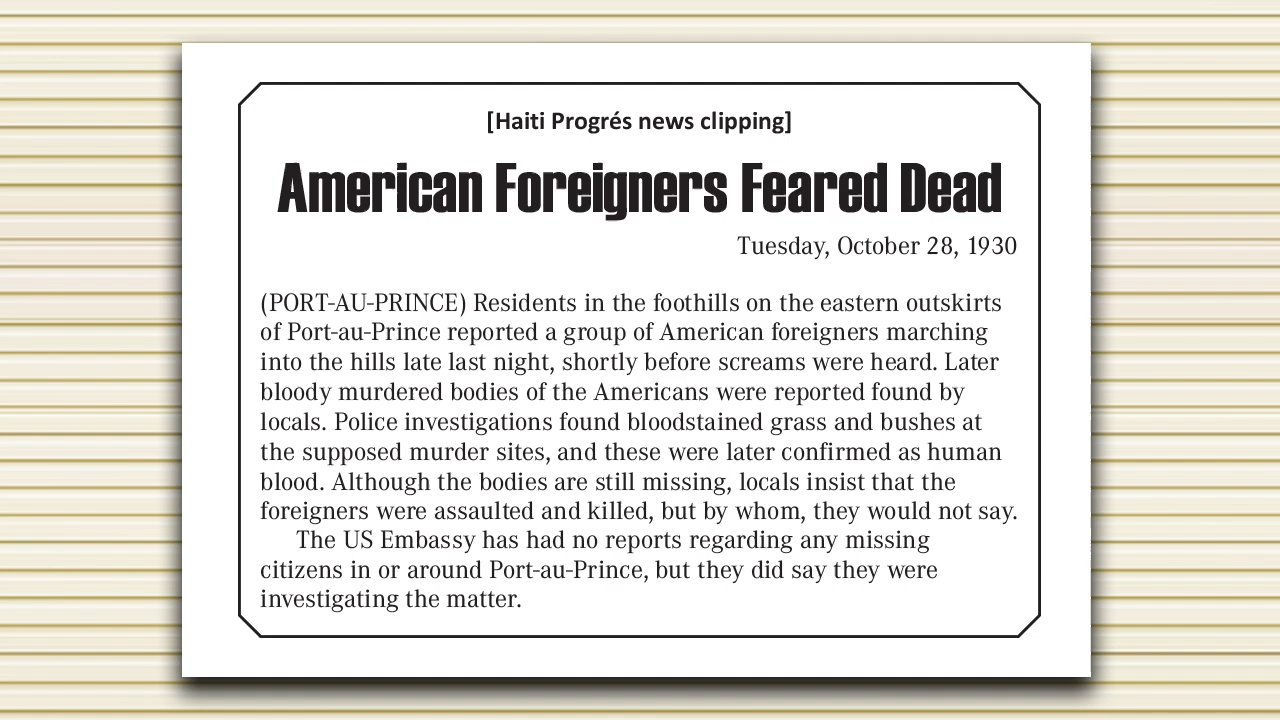 [Haiti Progrés news clipping]
American Foreigners Feared Dead
Tuesday, October 28, 1930
(PORT-AU-PRINCE) Residents in the foothills on the eastern outskirts
of Port-au-Prince reported a group of American foreigners marching
into the hills late last night, shortly before screams were heard. Later
bloody murdered bodies of the Americans were reported found by
locals. Police investigations found bloodstained grass and bushes at
the supposed murder sites, and these were later confirmed as human
blood. Although the bodies are still missing, locals insist that the
foreigners were assaulted and killed, but by whom, they would not say.
The US Embassy has had no reports regarding any missing
citizens in or around Port-au-Prince, but they did say they were
investigating the matter.